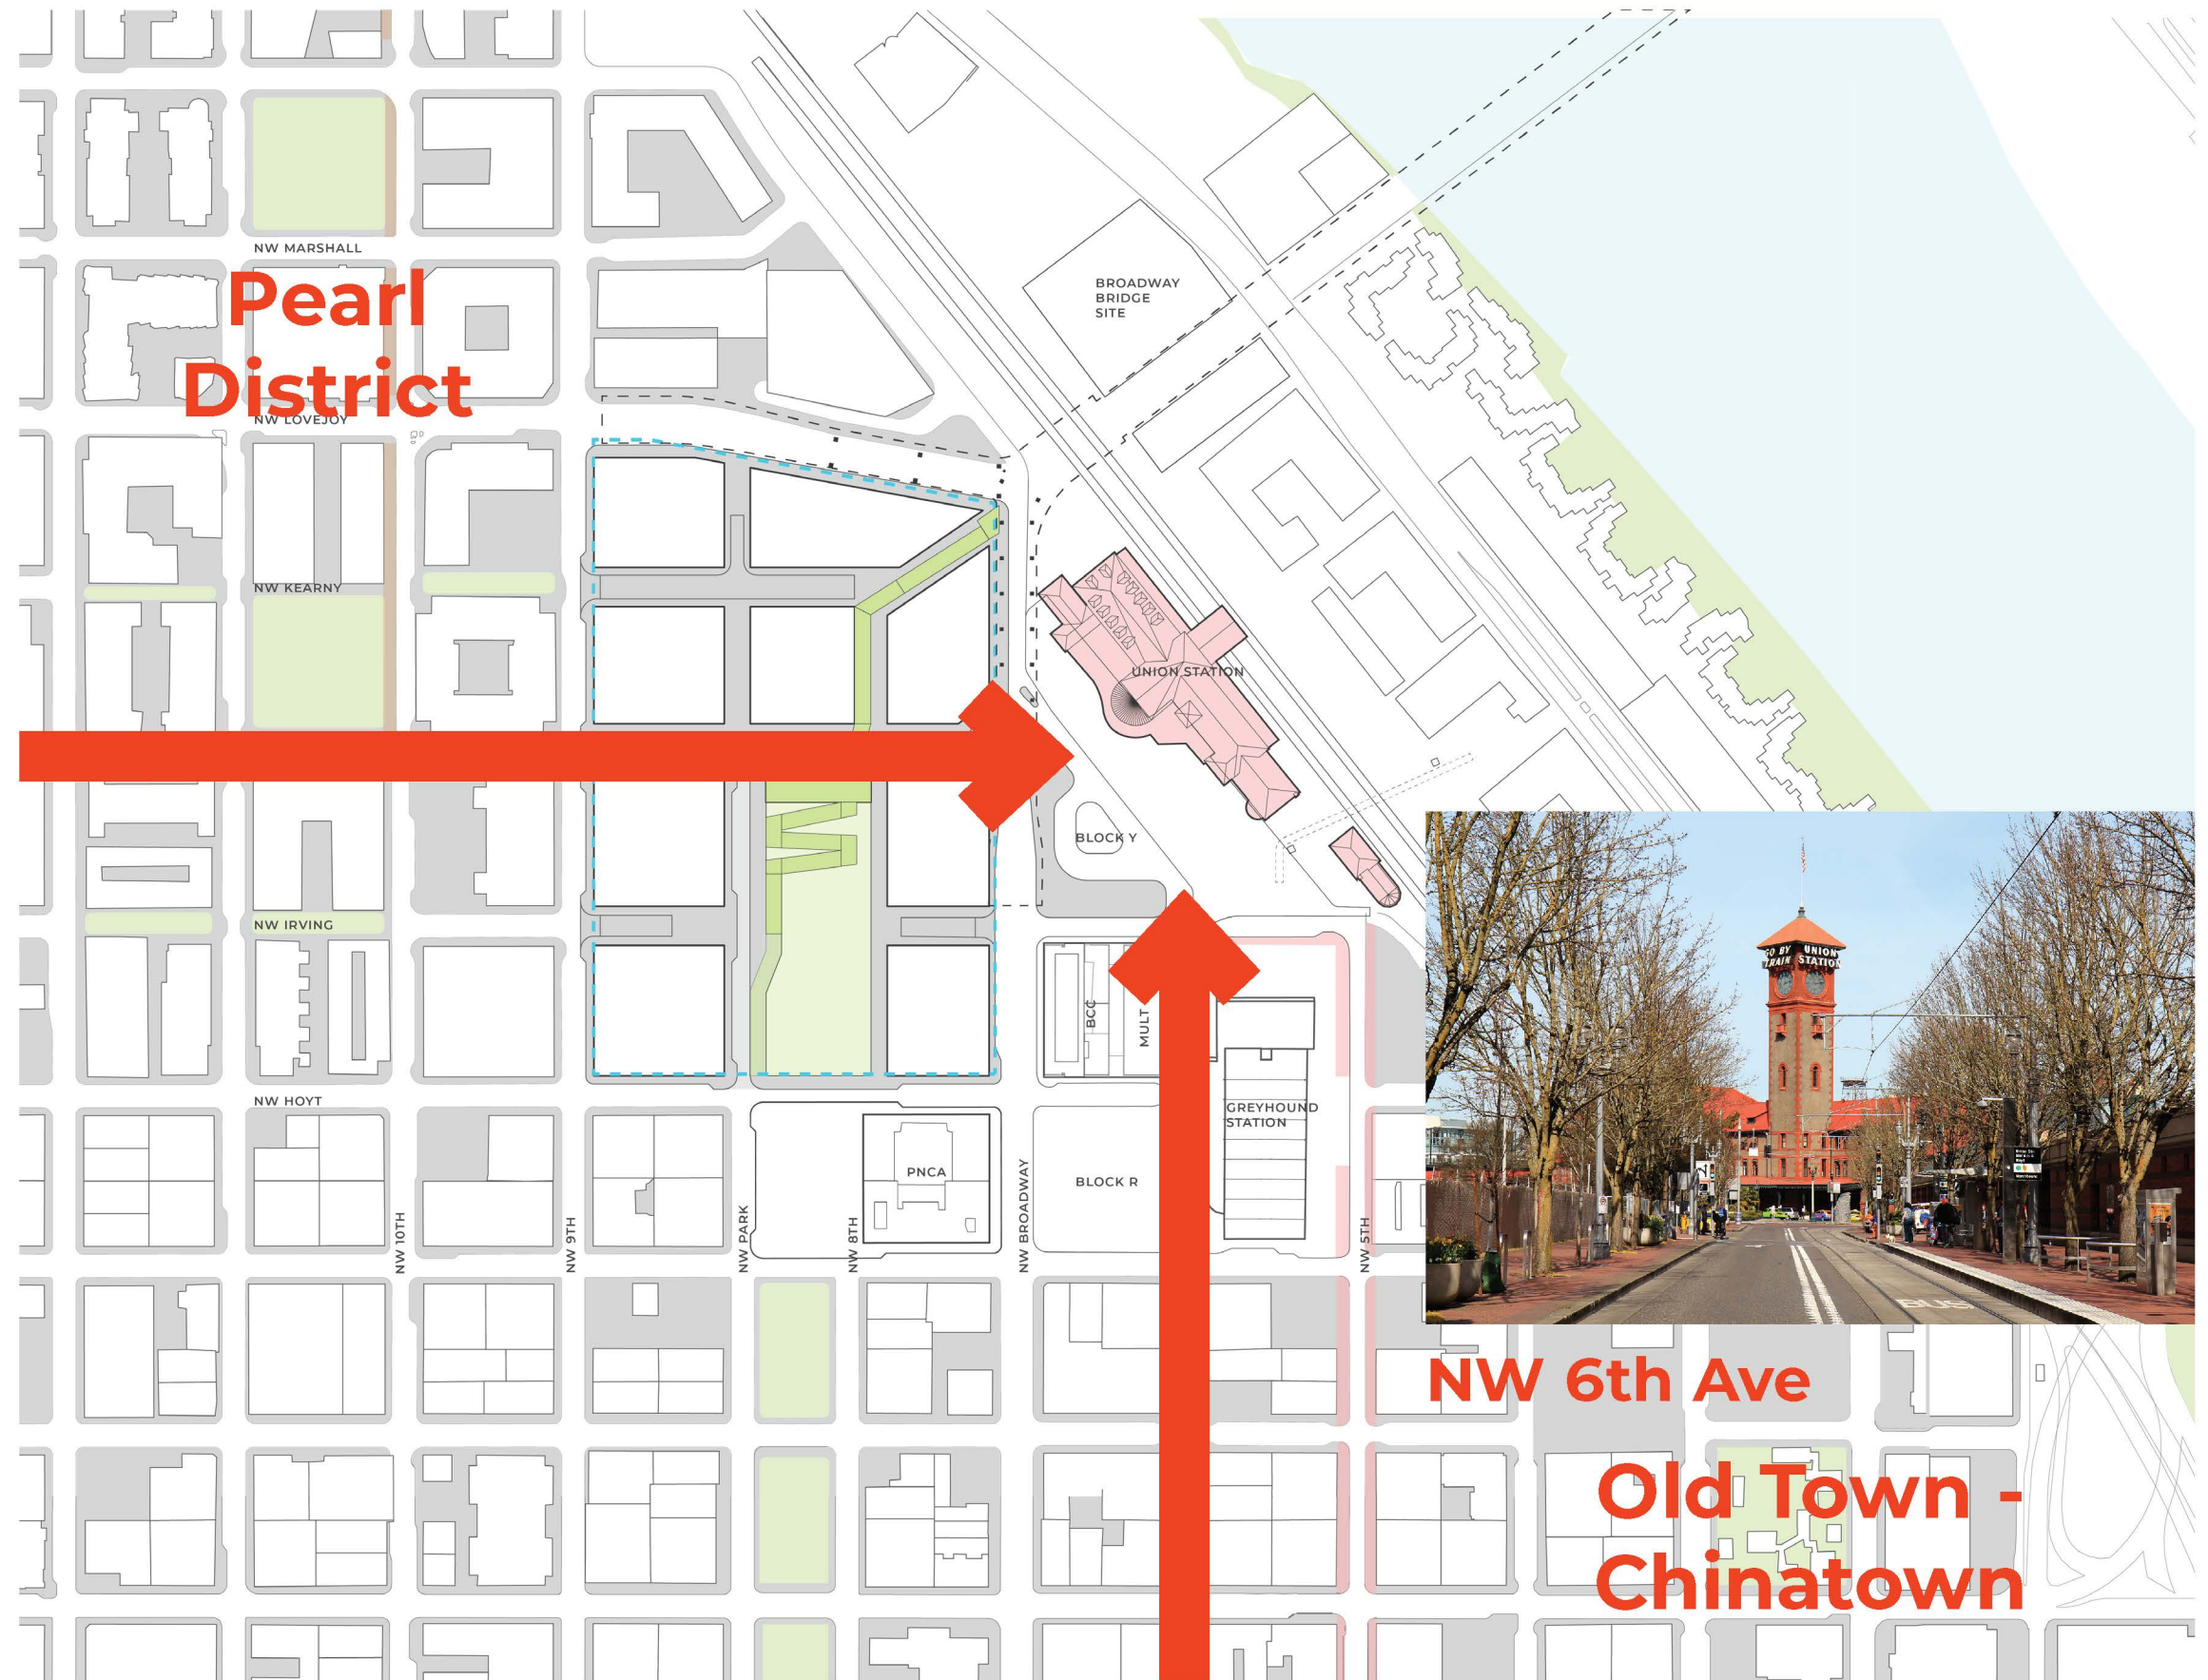 NW MARSHALL
Pearl
District
NW LOVEJOY
BROADWAY
BRIDGE
SITE
NW KEARNY
UNION STATION
BLOCK Y
NW IRVING
BCC
MULT
GO BY UNION
TRAIN STATION
NW HOYT
GREYHOUND
STATION
PNCA
BLOCK R
NW 10TH
NW 9TH
NW PARK
NW 8TH
NW BROADWAY
NW 5TH
BUS
NW 6th Ave
Old Town -
Chinatown